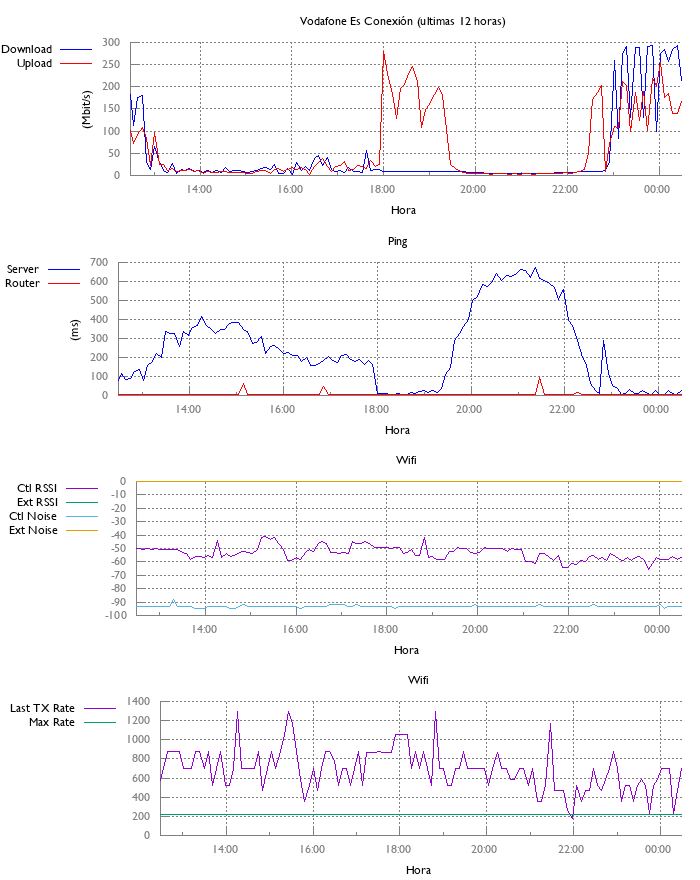 Vodafone Es Conexión (ultimas 12 horas)
Download
Upload
(Mbit/s)
300
250
200
150
100
50
0
14:00 16:00 18:00 20:00 22:00 00:00
Hora
Ping
Server
Router
(ms)
700
600
500
400
300
200
100
0
14:00 16:00 18:00 20:00 22:00 00:00
Hora
Wifi
Ctl RSSI
Ext RSSI
Ctl Noise
Ext Noise
0
-10
-20
-30
-40
-50
-60
-70
-80
-90
-100
14:00 16:00 18:00 20:00 22:00 00:00
Hora
Wifi
Last TX Rate
Max Rate
1400
1200
1000
800
600
400
200
0
14:00 16:00 18:00 20:00 22:00 00:00
Hora